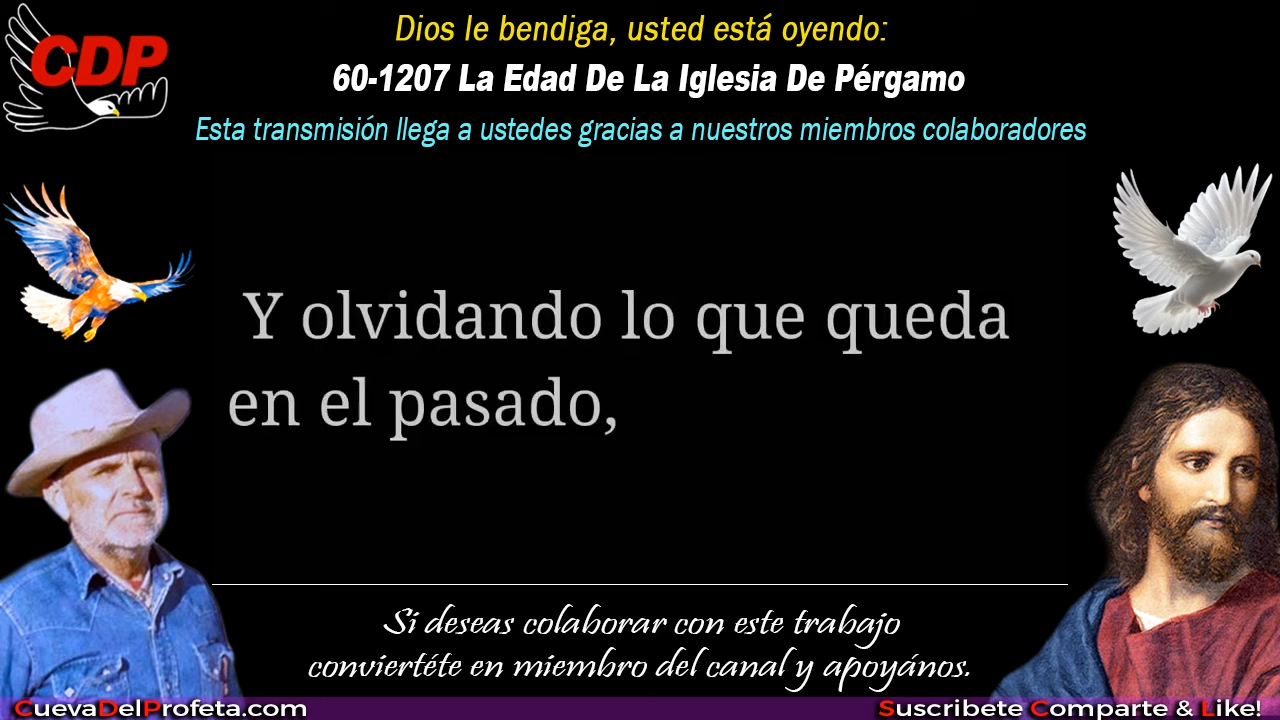 CDP
Dios le bendiga, usted está oyendo:
60-1207 La Edad De La Iglesia De Pérgamo
Esta transmisión llega a ustedes gracias a nuestros miembros colaboradores
Y olvidando lo que queda
en el pasado,
Si deseas colaborar con este trabajo
conviertéte en miembro del canal y apoyános.
CuevaDelProfeta.com
Suscribete Comparte & Like!